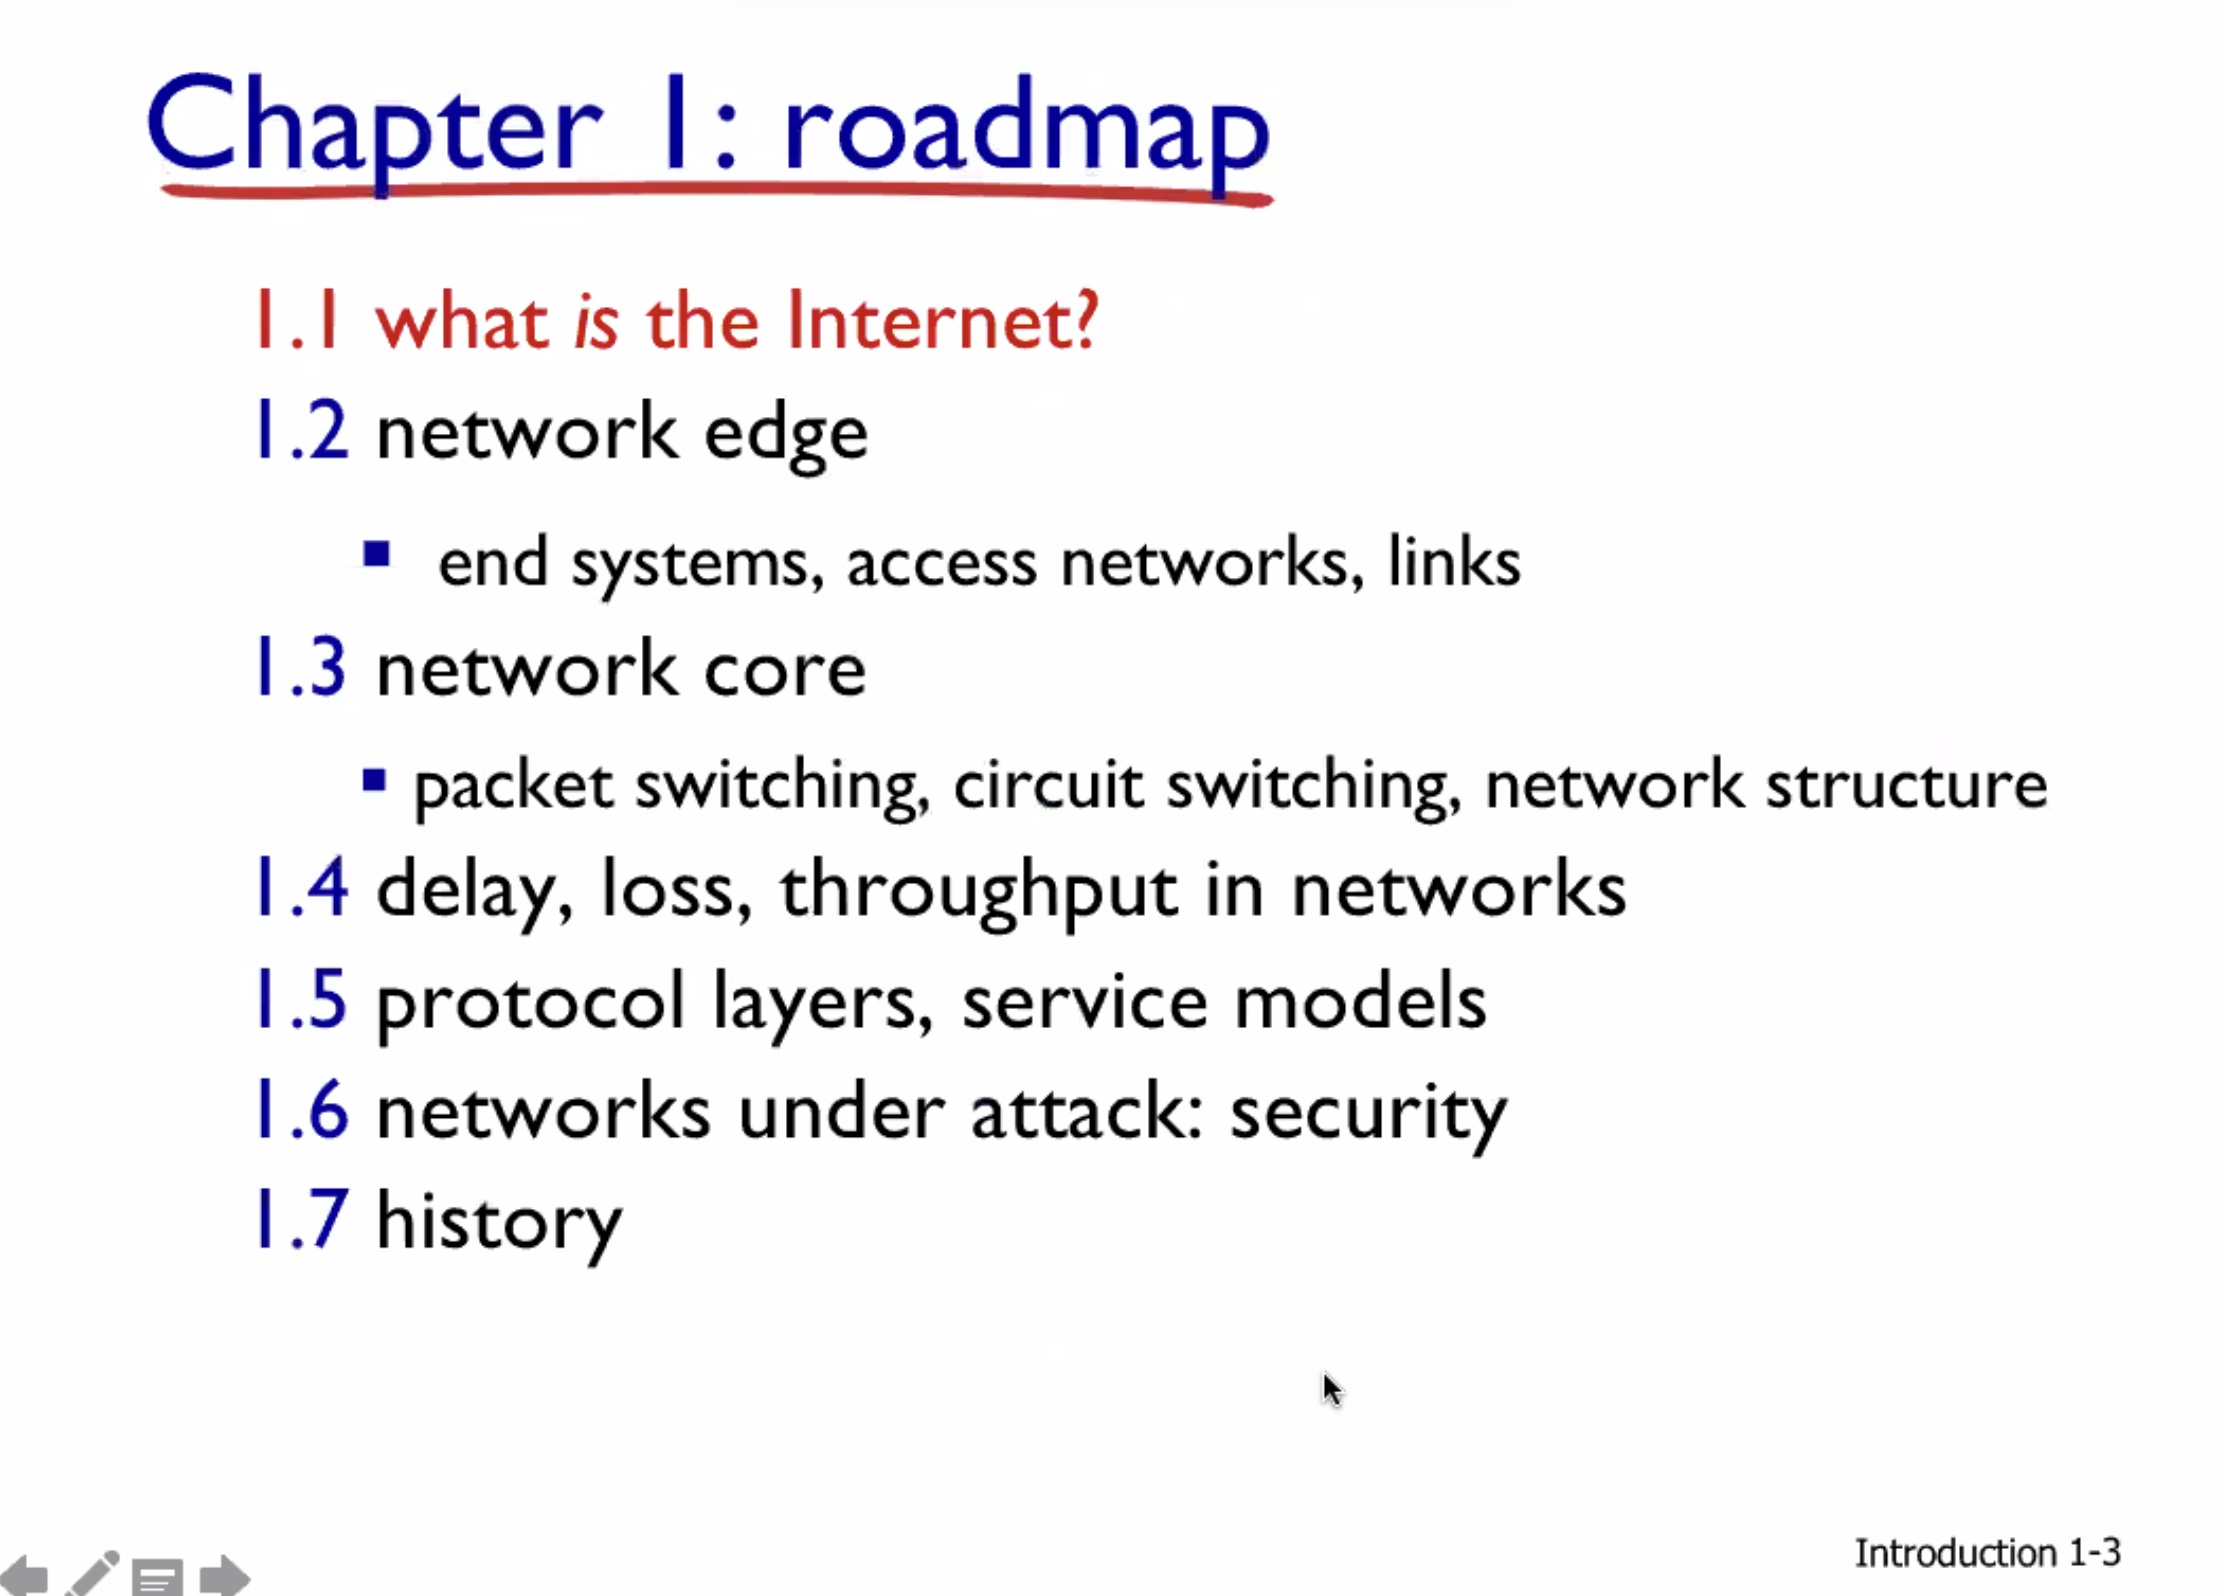 Chapter 1: roadmap
1.1 what is the Internet?
1.2 network edge
▪ end systems, access networks, links
1.3 network core
▪ packet switching, circuit switching, network structure
1.4 delay, loss, throughput in networks
1.5 protocol layers, service models
1.6 networks under attack: security
1.7 history
Introduction 1-3